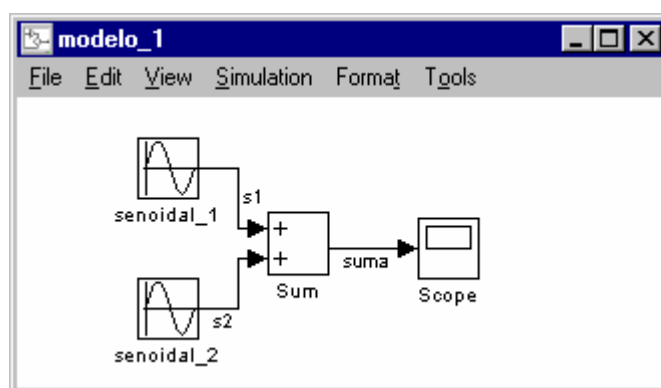 modelo_1
File Edit View Simulation Format Tools
s1
senoidal_1
+
+
suma
Sum
Scope
s2
senoidal_2